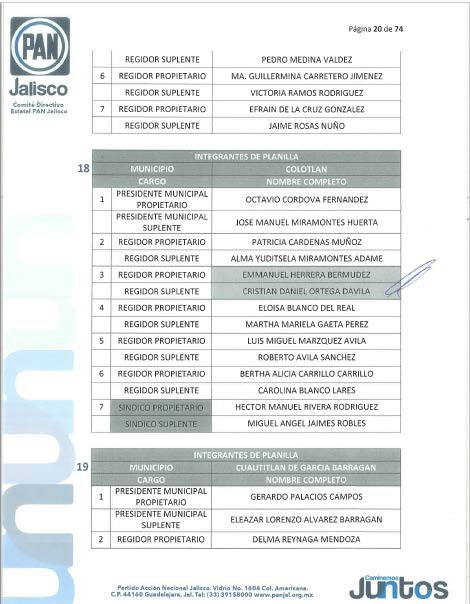 Página 20 de 74
PAN
Jalisco
Comité Directivo
Estatal PAN Jalisco
REGIDOR SUPLENTE PEDRO MEDINA VALDEZ
6 REGIDOR PROPIETARIO MA. GUILLERMINA CARRETERO JIMENEZ
REGIDOR SUPLENTE VICTORIA RAMOS RODRIGUEZ
7 REGIDOR PROPIETARIO EFRAIN DE LA CRUZ GONZALEZ
REGIDOR SUPLENTE JAIME ROSAS NUÑO
INTEGRANTES DE PLANILLA
18 MUNICIPIO COLOTLAN
CARGO NOMBRE COMPLETO
1 PRESIDENTE MUNICIPAL PROPIETARIO OCTAVIO CORDOVA FERNANDEZ
PRESIDENTE MUNICIPAL SUPLENTE JOSE MANUEL MIRAMONTES HUERTA
2 REGIDOR PROPIETARIO PATRICIA CARDENAS MUÑOZ
REGIDOR SUPLENTE ALMA YUDITSELA MIRAMONTES ADAME
3 REGIDOR PROPIETARIO EMMANUEL HERRERA BERMUDEZ
REGIDOR SUPLENTE CRISTIAN DANIEL ORTEGA DAVILA
4 REGIDOR PROPIETARIO ELOISA BLANCO DEL REAL
REGIDOR SUPLENTE MARTHA MARIELA GAETA PEREZ
5 REGIDOR PROPIETARIO LUIS MIGUEL MARZQUEZ AVILA
REGIDOR SUPLENTE ROBERTO AVILA SANCHEZ
6 REGIDOR PROPIETARIO BERTHA ALICIA CARRILLO CARRILLO
REGIDOR SUPLENTE CAROLINA BLANCO LARES
7 SINDICO PROPIETARIO HECTOR MANUEL RIVERA RODRIGUEZ
SINDICO SUPLENTE MIGUEL ANGEL JAIMES ROBLES
INTEGRANTES DE PLANILLA
19 MUNICIPIO CUAUTITLAN DE GARCIA BARRAGAN
CARGO NOMBRE COMPLETO
1 PRESIDENTE MUNICIPAL PROPIETARIO GERARDO PALACIOS CAMPOS
PRESIDENTE MUNICIPAL SUPLENTE ELEAZAR LORENZO ALVAREZ BARRAGAN
2 REGIDOR PROPIETARIO DELMA REYNAGA MENDOZA
Partido Acción Nacional Jalisco. Vidrio No. 1604 Col. Americana.
C.P. 44160 Guadalajara, Jal. Tel: (33) 39158000 www.panjal.org.mx
Caminemos
Juntos